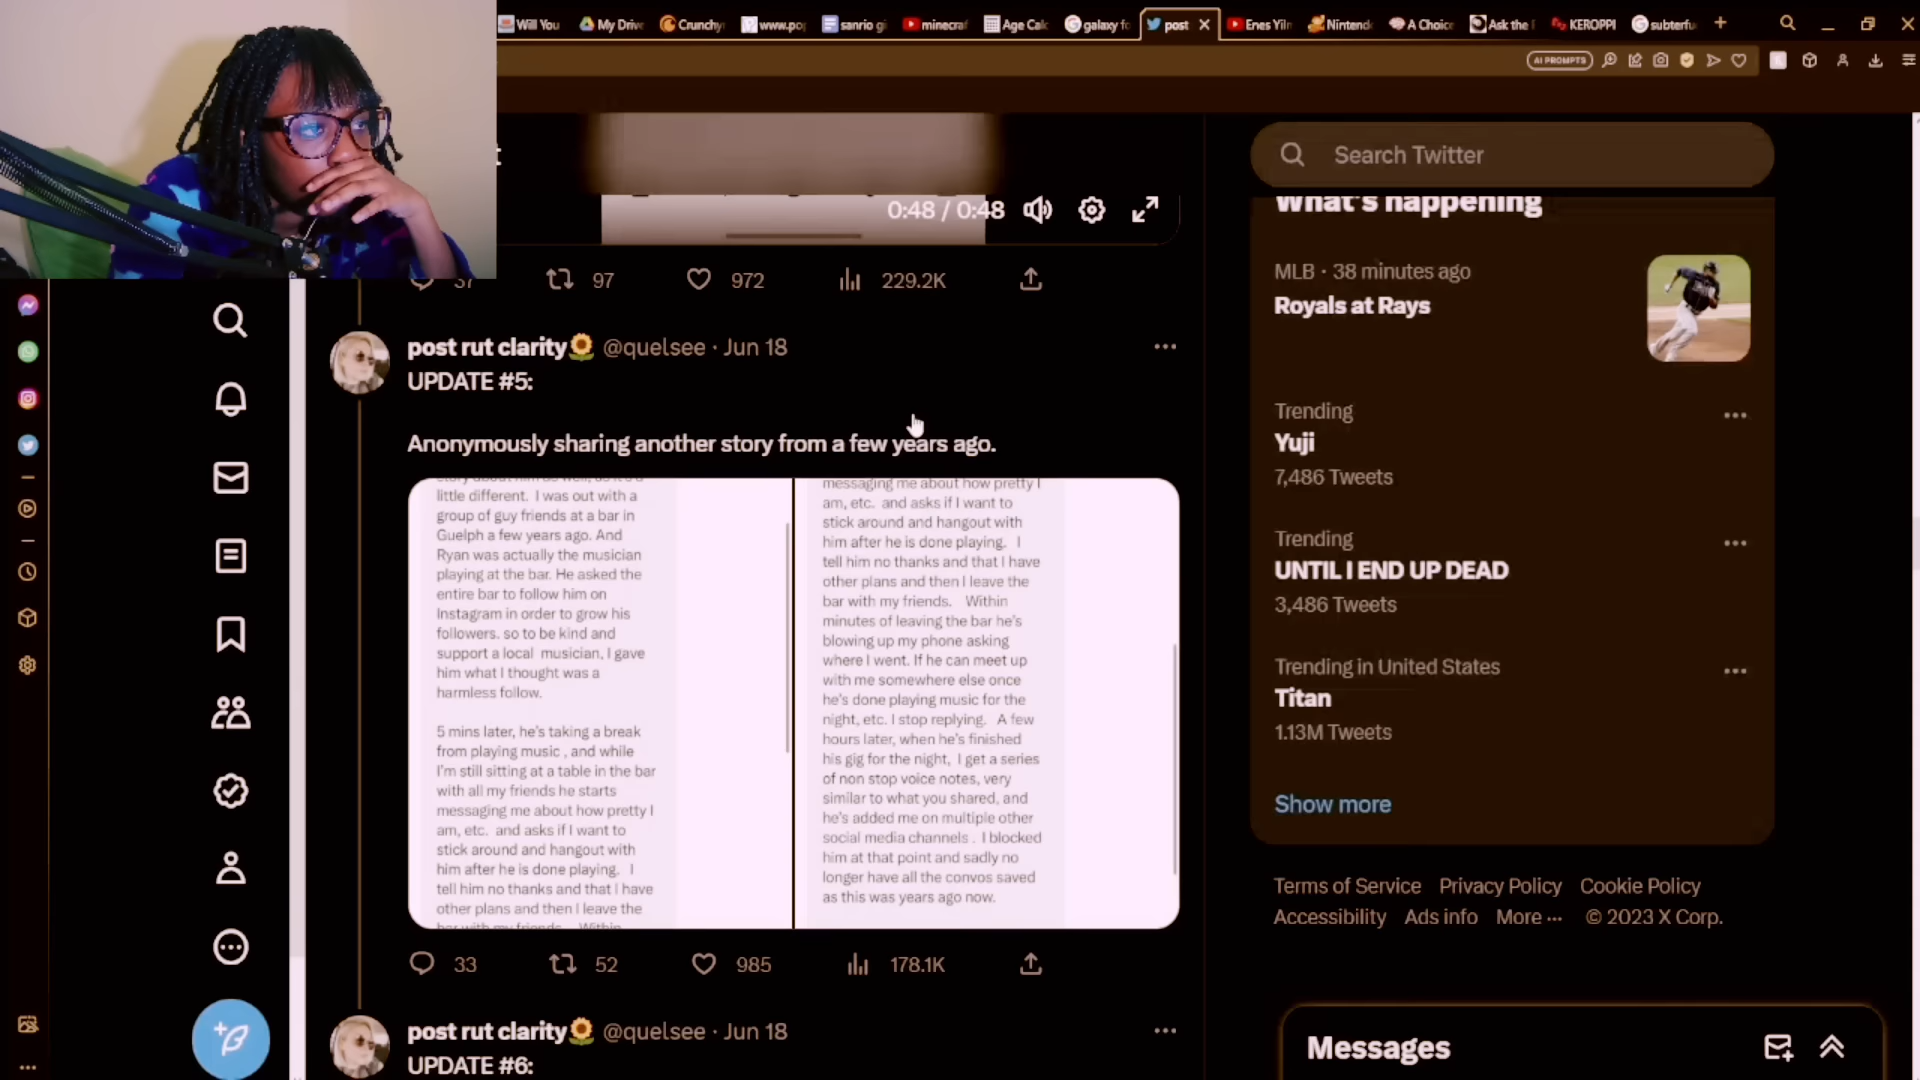 Will You
My Drive
Crunchy
www.po
sanrio gi
minecraf
Age Calc
galaxy fo
post
Enes Yilm
Nintend
A Choice
Ask the
KEROPPI
subterfu
AI PROMPTS
0:48 / 0:48
37
97
972
229.2K
post rut clarity🌻 @quelsee · Jun 18
UPDATE #5:
Anonymously sharing another story from a few years ago.
little different. I was out with a
group of guy friends at a bar in
Guelph a few years ago. And
Ryan was actually the musician
playing at the bar. He asked the
entire bar to follow him on
Instagram in order to grow his
followers. so to be kind and
support a local musician, I gave
him what I thought was a
harmless follow.
5 mins later, he's taking a break
from playing music , and while
I'm still sitting at a table in the bar
with all my friends he starts
messaging me about how pretty I
am, etc. and asks if I want to
stick around and hangout with
him after he is done playing. I
tell him no thanks and that I have
other plans and then I leave the
bar with my friends. Within
messaging me about how pretty I
am, etc. and asks if I want to
stick around and hangout with
him after he is done playing. I
tell him no thanks and that I have
other plans and then I leave the
bar with my friends. Within
minutes of leaving the bar he's
blowing up my phone asking
where I went. If he can meet up
with me somewhere else once
he's done playing music for the
night, etc. I stop replying. A few
hours later, when he's finished
his gig for the night, I get a series
of non stop voice notes, very
similar to what you shared, and
he's added me on multiple other
social media channels . I blocked
him at that point and sadly no
longer have all the convos saved
as this was years ago now.
33
52
985
178.1K
post rut clarity🌻 @quelsee · Jun 18
UPDATE #6:
Search Twitter
What's happening
MLB · 38 minutes ago
Royals at Rays
Trending
Yuji
7,486 Tweets
Trending
UNTIL I END UP DEAD
3,486 Tweets
Trending in United States
Titan
1.13M Tweets
Show more
Terms of Service Privacy Policy Cookie Policy
Accessibility Ads info More ··· © 2023 X Corp.
Messages